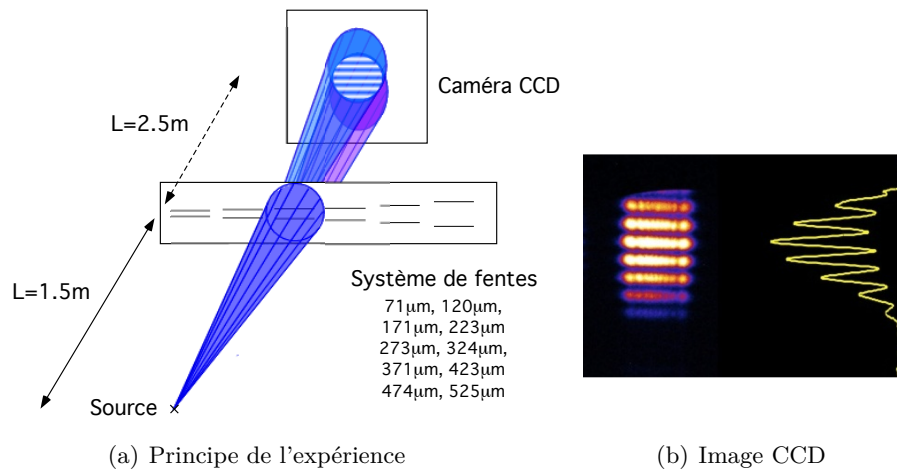 Caméra CCD
L=2.5m
L=1.5m
Système de fentes
71μm, 120μm,
171μm, 223μm
273μm, 324μm,
371μm, 423μm
474μm, 525μm
Source
(a) Principe de l'expérience
(b) Image CCD